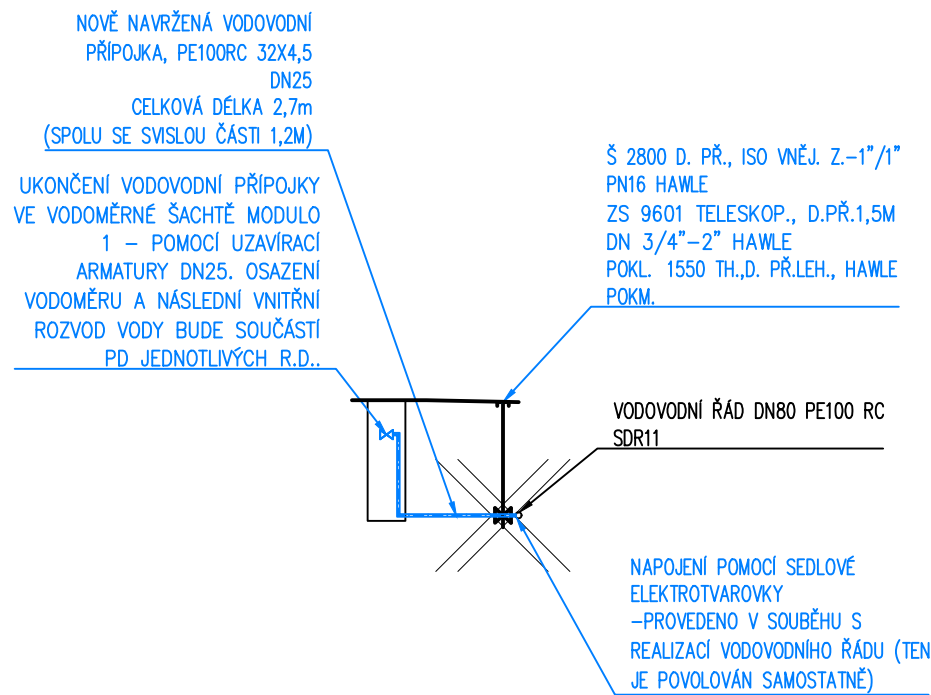 NOVĚ NAVRŽENÁ VODOVODNÍ
PŘÍPOJKA, PE100RC 32X4,5
DN25
CELKOVÁ DÉLKA 2,7m
(SPOLU SE SVISLOU ČÁSTI 1,2M)
UKONČENÍ VODOVODNÍ PŘÍPOJKY
VE VODOMĚRNÉ ŠACHTĚ MODULO
1 – POMOCÍ UZAVÍRACÍ
ARMATURY DN25. OSAZENÍ
VODOMĚRU A NÁSLEDNÍ VNITŘNÍ
ROZVOD VODY BUDE SOUČÁSTÍ
PD JEDNOTLIVÝCH R.D..
Š 2800 D. PŘ., ISO VNĚJ. Z.–1”/1”
PN16 HAWLE
ZS 9601 TELESKOP., D.PŘ.1,5M
DN 3/4”–2” HAWLE
POKL. 1550 TH.,D. PŘ.LEH., HAWLE
POKM.
VODOVODNÍ ŘÁD DN80 PE100 RC
SDR11
NAPOJENÍ POMOCÍ SEDLOVÉ
ELEKTROTVAROVKY
–PROVEDENO V SOUBĚHU S
REALIZACÍ VODOVODNÍHO ŘÁDU (TEN
JE POVOLOVÁN SAMOSTATNĚ)